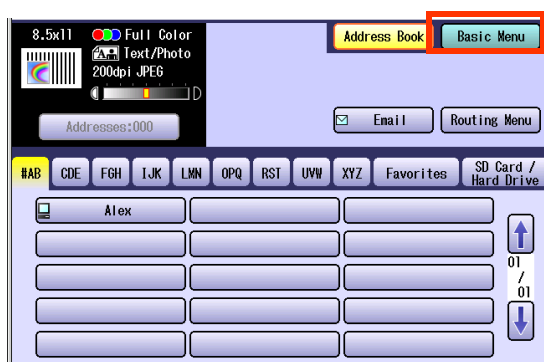 8.5x11 Full Color
Text/Photo
200dpi JPEG
D
Addresses:000
Address Book Basic Menu
Email Routing Menu
#AB CDE FGH IJK LMN OPQ RST UVW XYZ Favorites SD Card /
Hard Drive
Alex
01
/
01